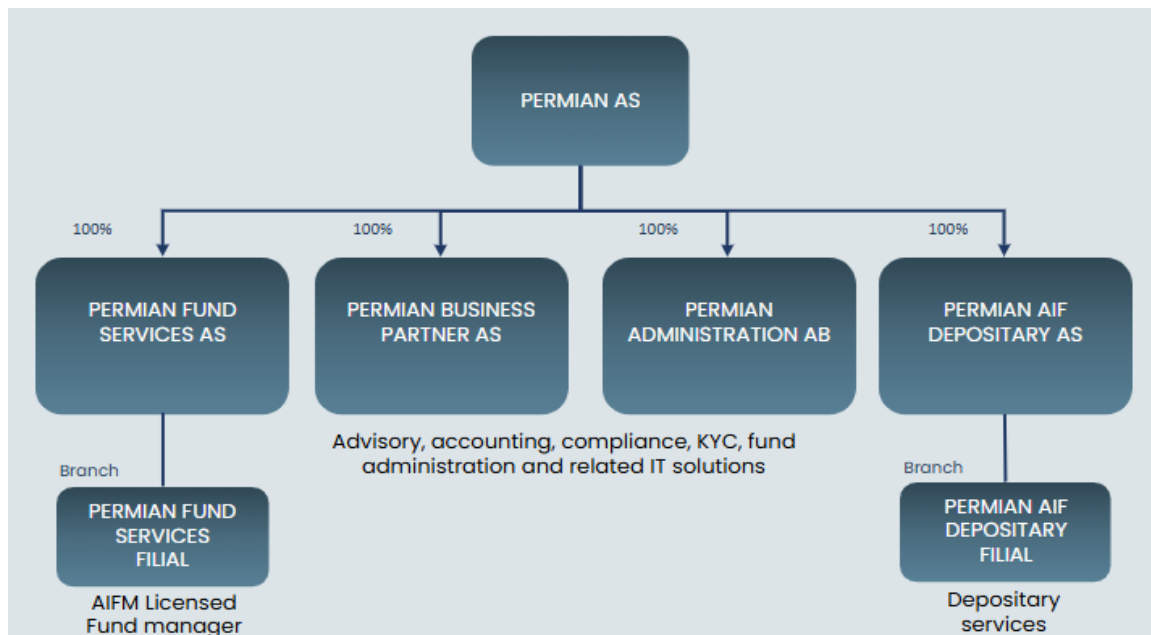 PERMIAN AS
100%
100%
100%
100%
PERMIAN FUND
SERVICES AS
PERMIAN BUSINESS
PARTNER AS
PERMIAN
ADMINISTRATION AB
PERMIAN AIF
DEPOSITARY AS
Advisory, accounting, compliance, KYC, fund
administration and related IT solutions
Branch
PERMIAN FUND
SERVICES
FILIAL
AIFM Licensed
Fund manager
Branch
PERMIAN AIF
DEPOSITARY
FILIAL
Depositary
services